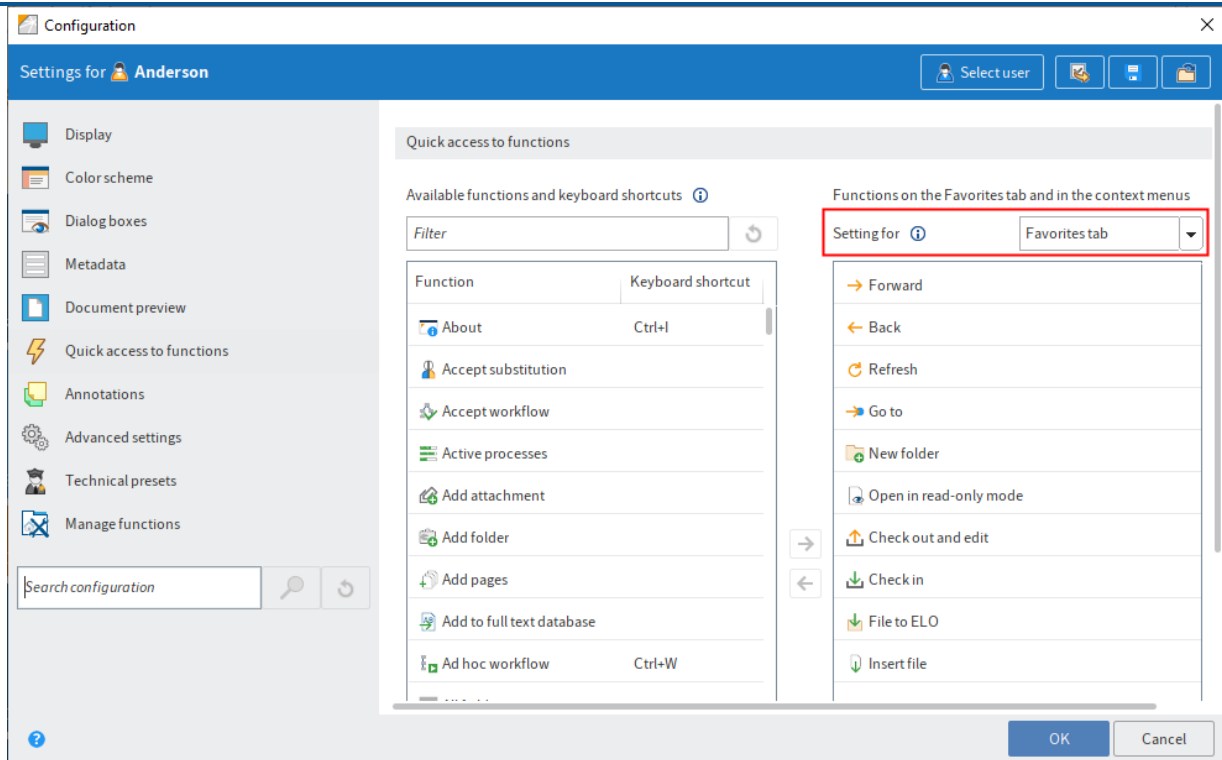 Configuration
Settings for Anderson
Select user
Display
Color scheme
Dialog boxes
Metadata
Document preview
Quick access to functions
Annotations
Advanced settings
Technical presets
Manage functions
Search configuration
Quick access to functions
Available functions and keyboard shortcuts
Filter
Function Keyboard shortcut
About Ctrl+I
Accept substitution
Accept workflow
Active processes
Add attachment
Add folder
Add pages
Add to full text database
Ad hoc workflow Ctrl+W
Functions on the Favorites tab and in the context menus
Setting for Favorites tab
Forward
Back
Refresh
Go to
New folder
Open in read-only mode
Check out and edit
Check in
File to ELO
Insert file
OK
Cancel